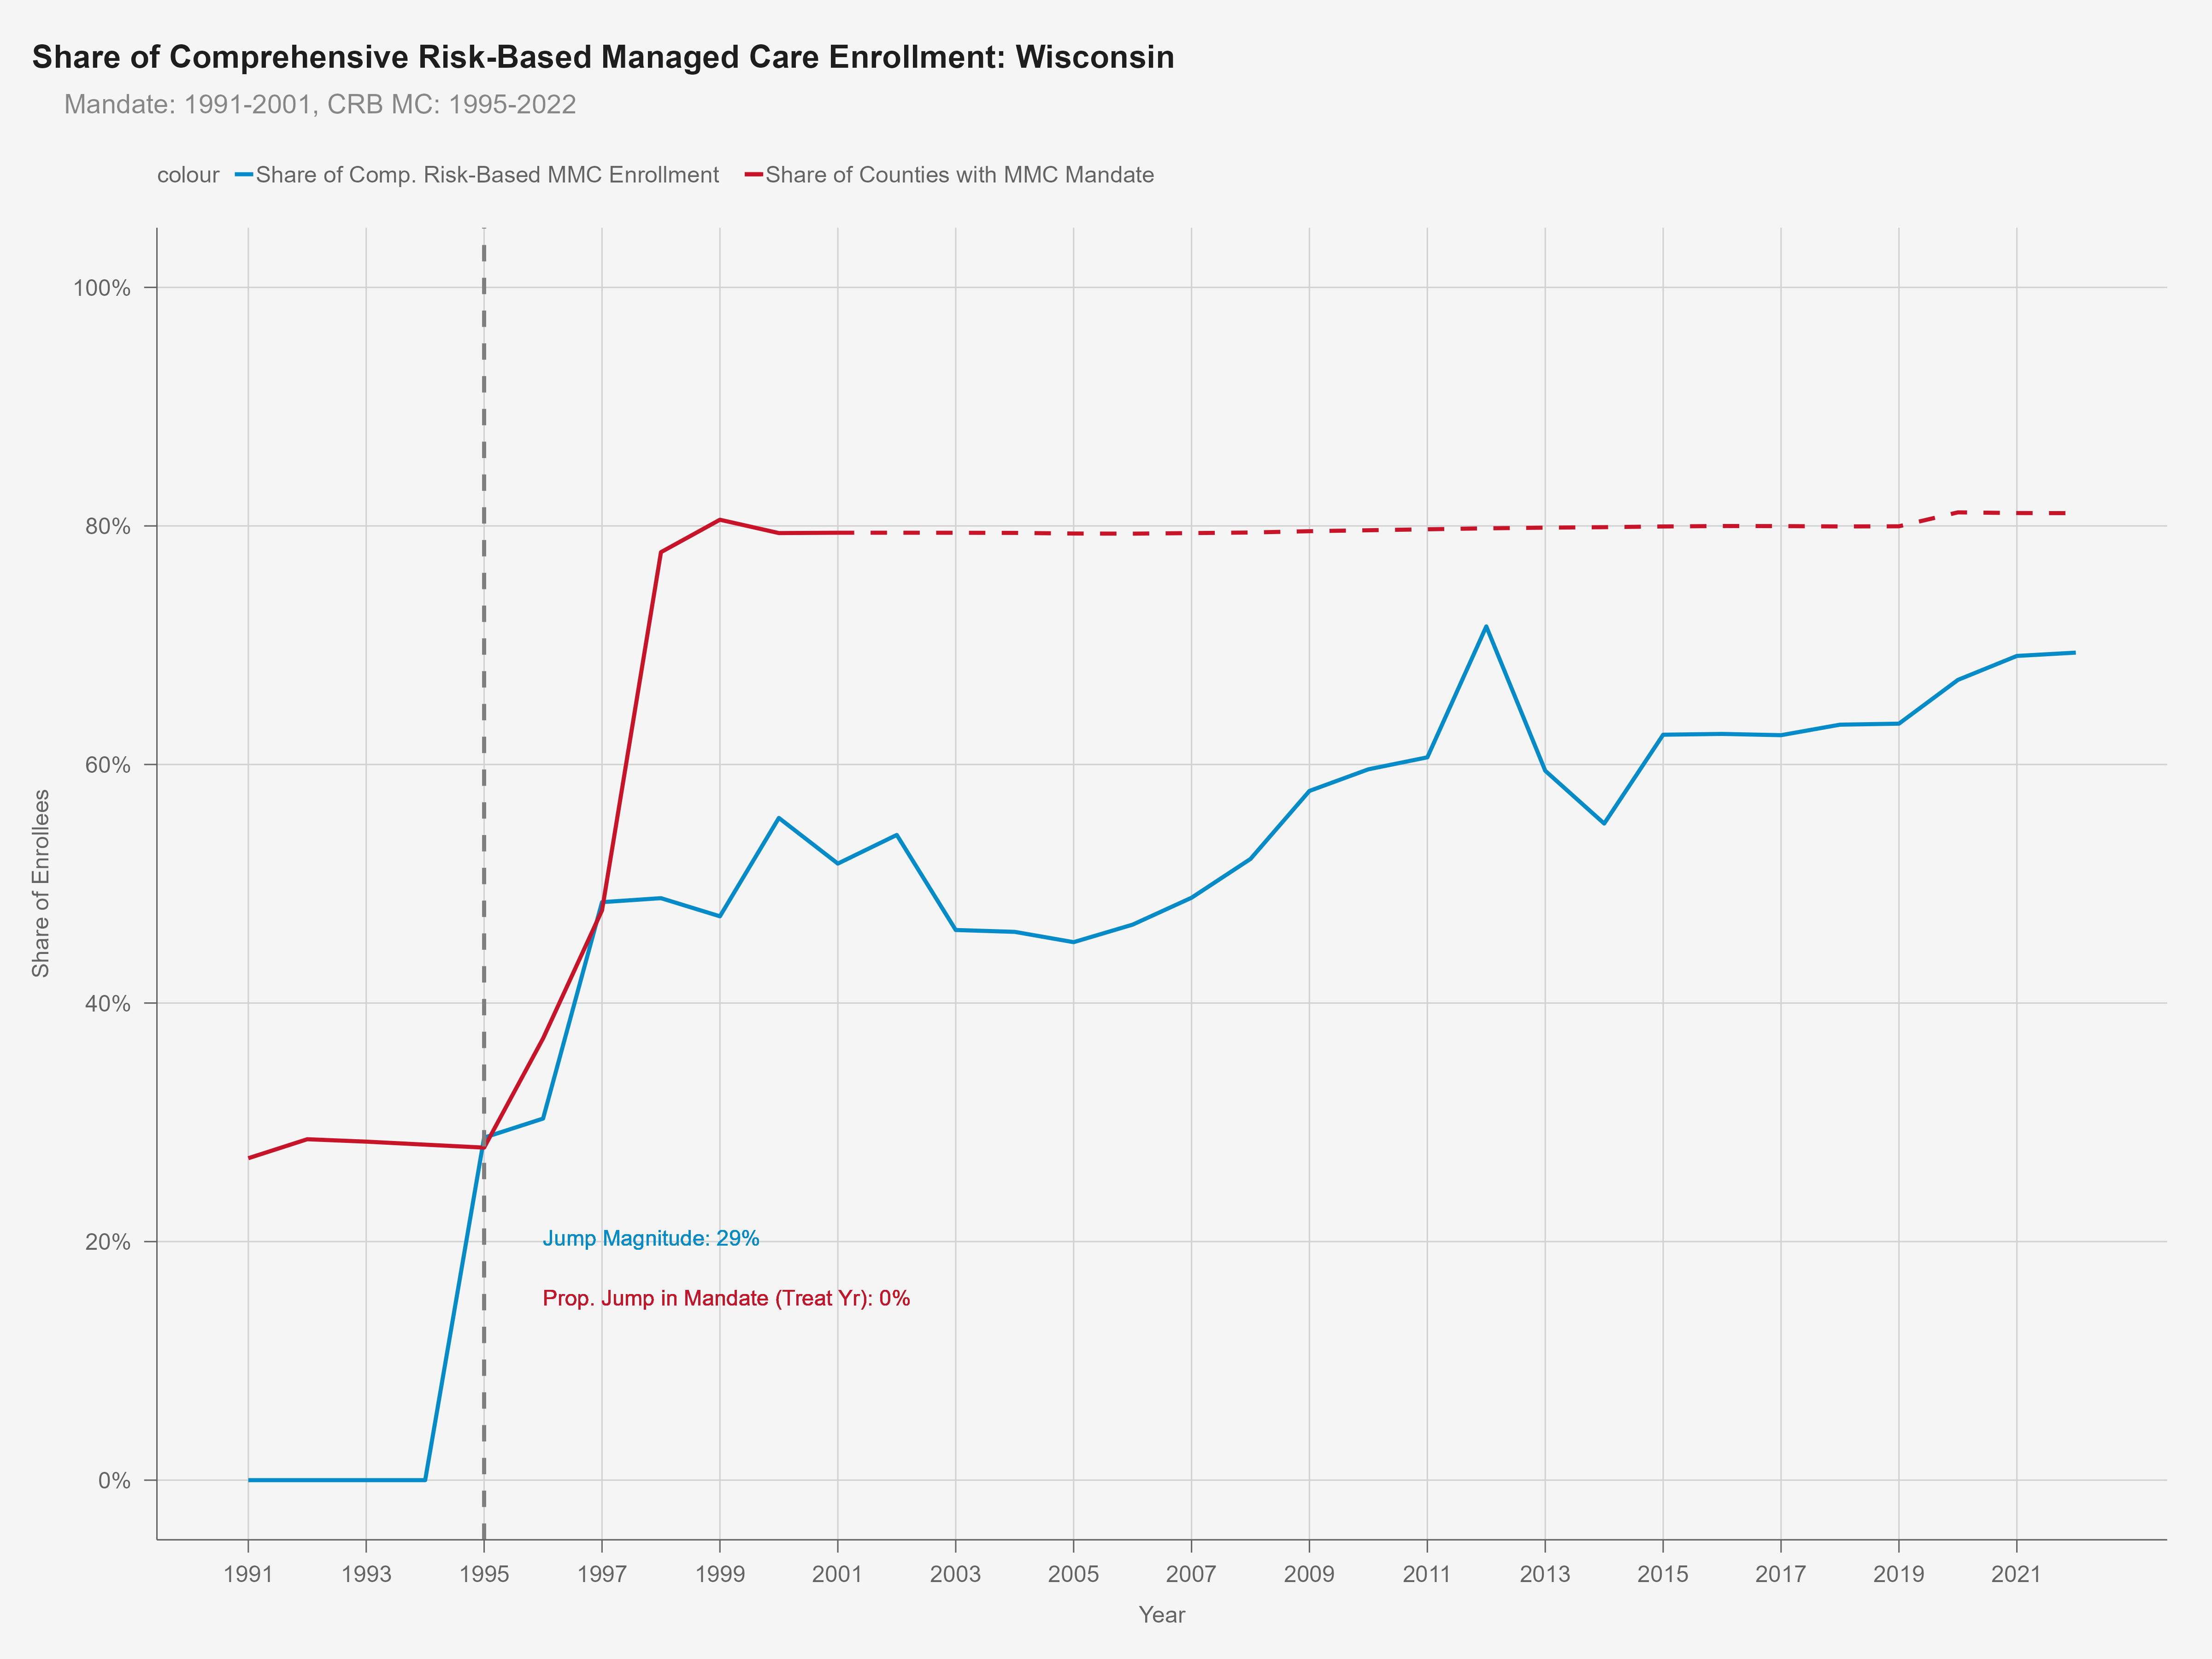 Share of Comprehensive Risk-Based Managed Care Enrollment: Wisconsin
Mandate: 1991-2001, CRB MC: 1995-2022
colour Share of Comp. Risk-Based MMC Enrollment Share of Counties with MMC Mandate
100%
80%
60%
40%
20%
0%
Share of Enrollees
Jump Magnitude: 29%
Prop. Jump in Mandate (Treat Yr): 0%
1991 1993 1995 1997 1999 2001 2003 2005 2007 2009 2011 2013 2015 2017 2019 2021
Year